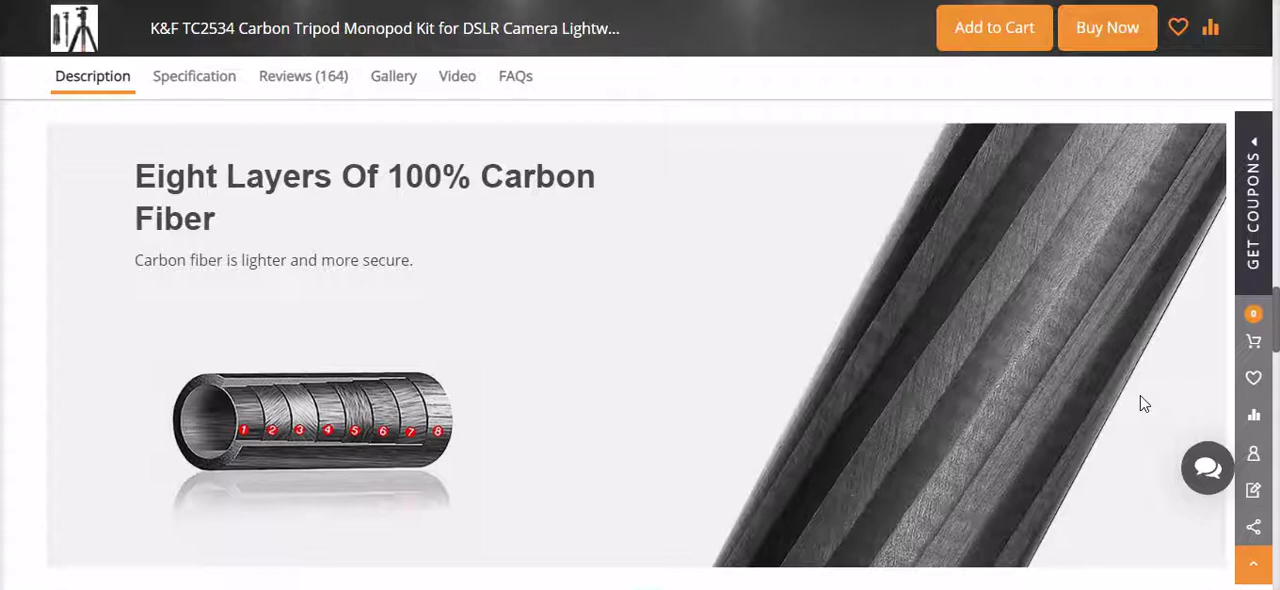 K&F TC2534 Carbon Tripod Monopod Kit for DSLR Camera Lightw...
Add to Cart
Buy Now
Description
Specification
Reviews (164)
Gallery
Video
FAQs
Eight Layers Of 100% Carbon
Fiber
Carbon fiber is lighter and more secure.
1 2 3 4 5 6 7 8
GET COUPONS
0